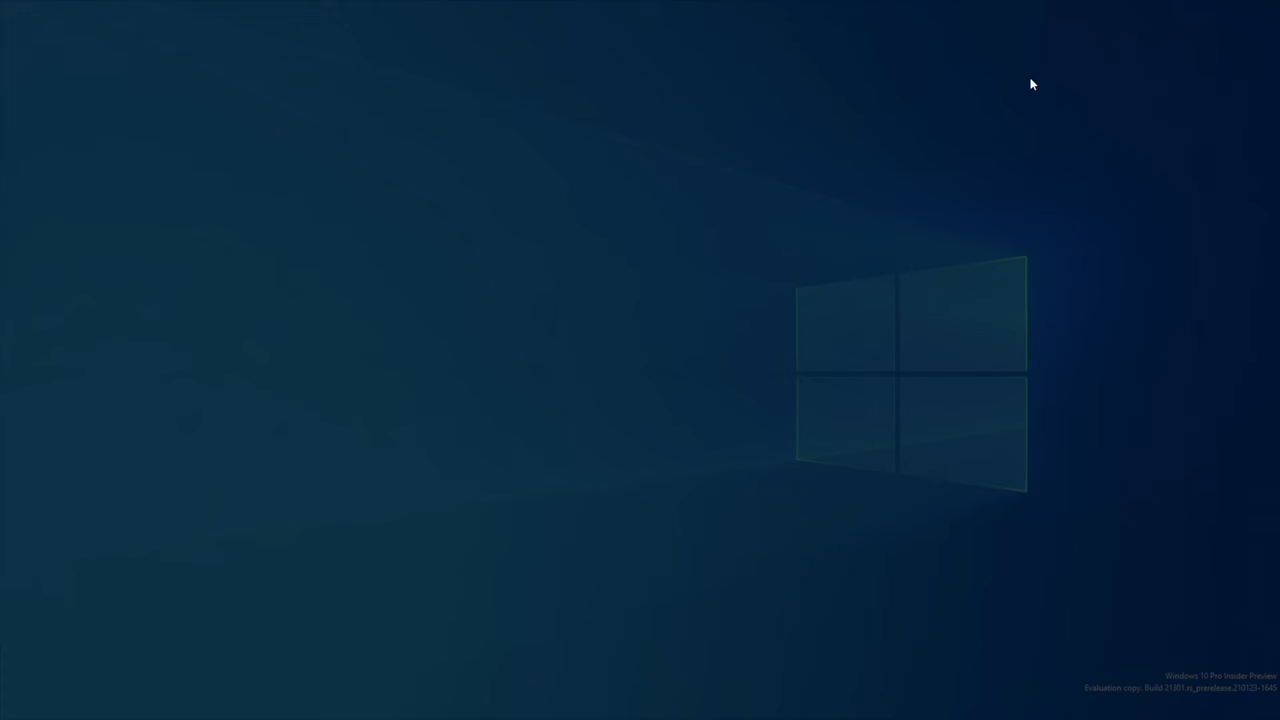 Windows 10 Pro Insider Preview
Evaluation copy. Build 21301.rs_prerelease.210123-1645